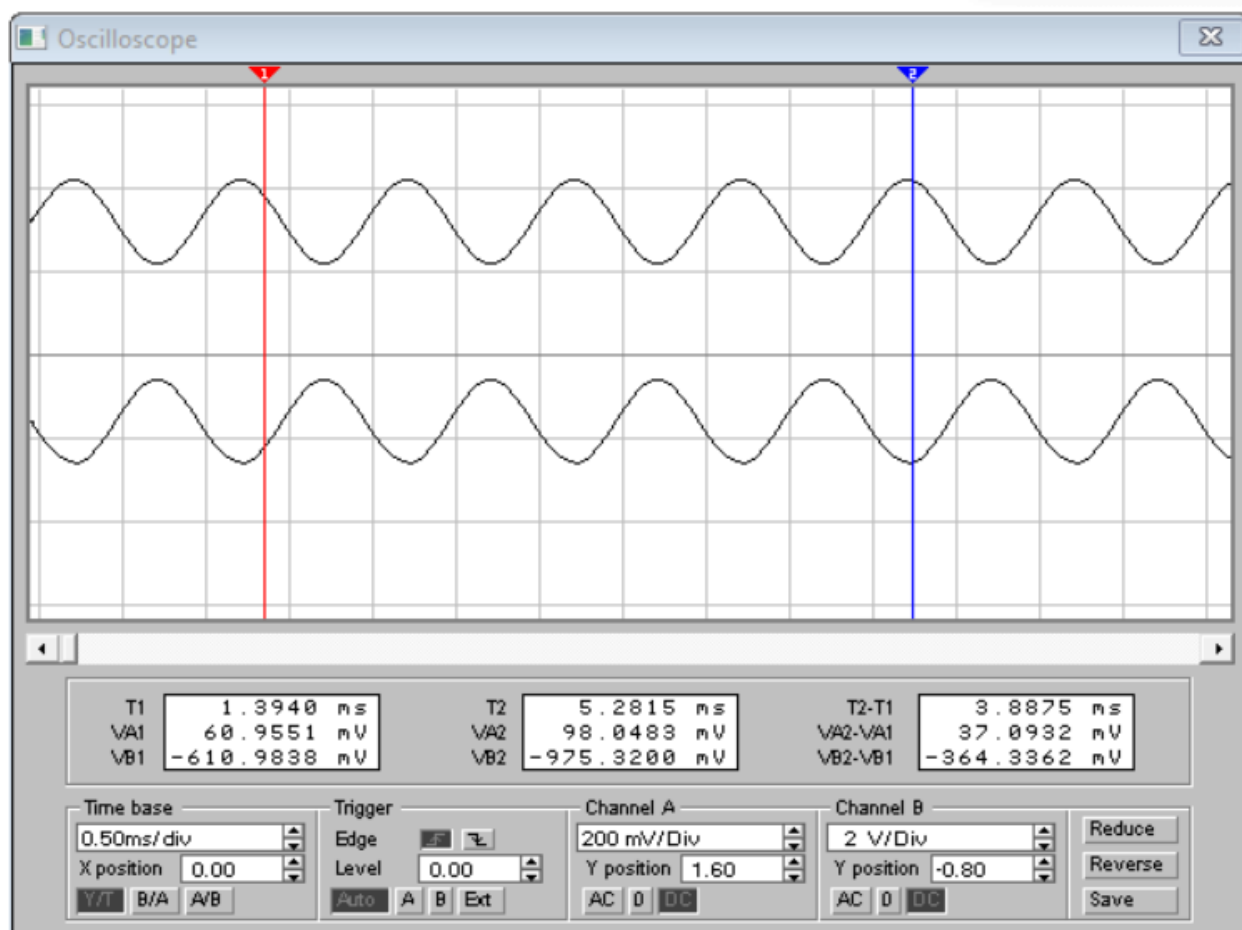 Oscilloscope
1 2
T1 1.3940 ms T2 5.2815 ms T2-T1 3.8875 ms
VA1 60.9551 mV VA2 98.0483 mV VA2-VA1 37.0932 mV
VB1 -610.9838 mV VB2 -975.3200 mV VB2-VB1 -364.3362 mV
Time base Trigger Channel A Channel B
0.50ms/div Edge 200 mV/Div 2 V/Div Reduce
X position 0.00 Level 0.00 Y position 1.60 Y position -0.80 Reverse
Y/T B/A A/B Auto A B Ext AC 0 DC AC 0 DC Save